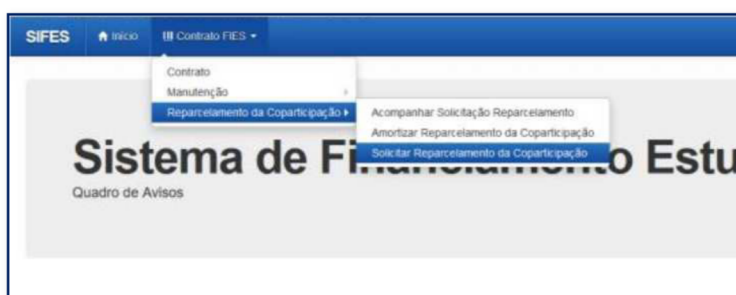 SIFES Início Contrato FIES
Contrato
Manutenção
Reparcelamento da Coparticipação
Acompanhar Solicitação Reparcelamento
Amortizar Reparcelamento da Coparticipação
Solicitar Reparcelamento da Coparticipação
Sistema de Financiamento Estu
Quadro de Avisos